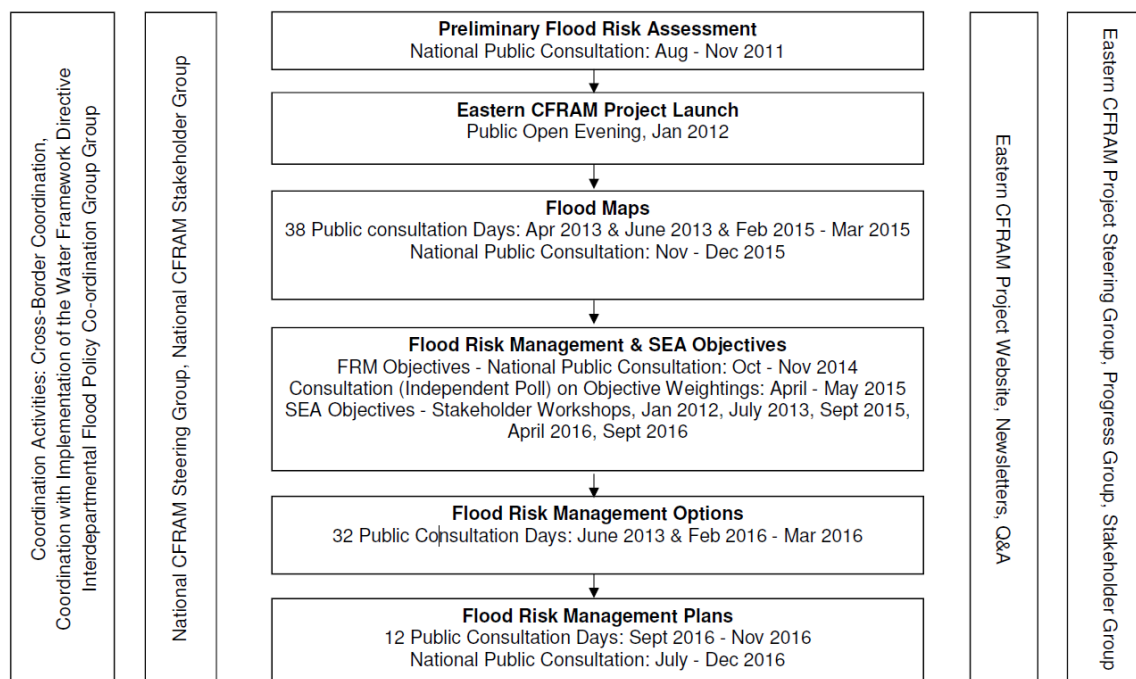 Coordination Activities: Cross-Border Coordination,
Coordination with Implementation of the Water Framework Directive
Interdepartmental Flood Policy Co-ordination Group Group
National CFRAM Steering Group, National CFRAM Stakeholder Group
Preliminary Flood Risk Assessment
National Public Consultation: Aug - Nov 2011
Eastern CFRAM Project Launch
Public Open Evening, Jan 2012
Flood Maps
38 Public consultation Days: Apr 2013 & June 2013 & Feb 2015 - Mar 2015
National Public Consultation: Nov - Dec 2015
Flood Risk Management & SEA Objectives
FRM Objectives - National Public Consultation: Oct - Nov 2014
Consultation (Independent Poll) on Objective Weightings: April - May 2015
SEA Objectives - Stakeholder Workshops, Jan 2012, July 2013, Sept 2015,
April 2016, Sept 2016
Flood Risk Management Options
32 Public Consultation Days: June 2013 & Feb 2016 - Mar 2016
Flood Risk Management Plans
12 Public Consultation Days: Sept 2016 - Nov 2016
National Public Consultation: July - Dec 2016
Eastern CFRAM Project Website, Newsletters, Q&A
Eastern CFRAM Project Steering Group, Progress Group, Stakeholder Group